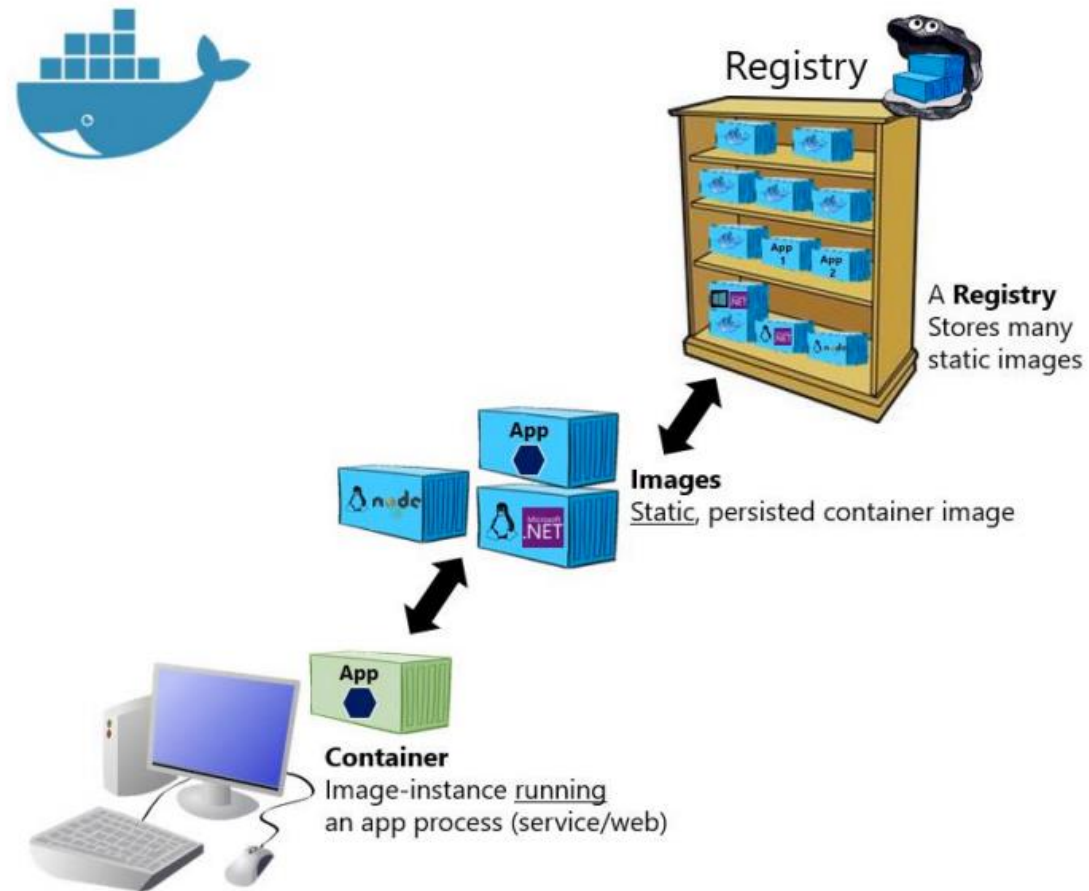 Registry
App
1
App
2
.NET
.NET
node
A Registry
Stores many
static images
App
node
Microsoft
.NET
Images
Static, persisted container image
App
Container
Image-instance running
an app process (service/web)